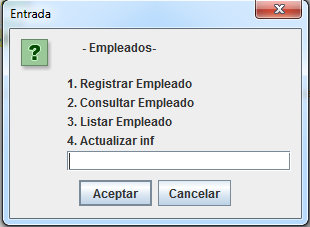 Entrada
- Empleados-
1. Registrar Empleado
2. Consultar Empleado
3. Listar Empleado
4. Actualizar inf
Aceptar
Cancelar